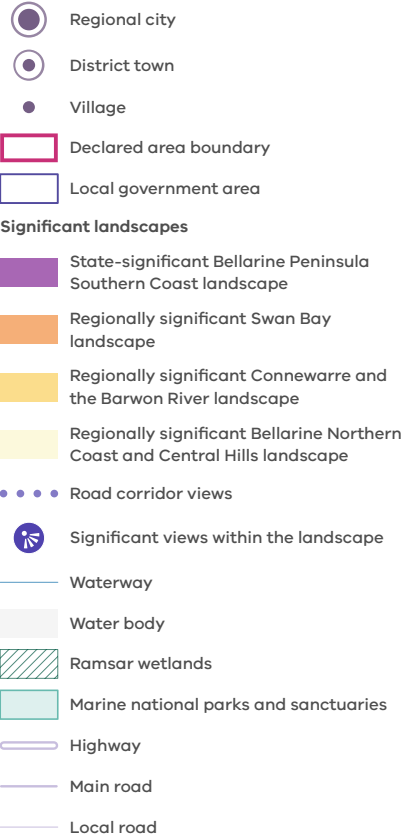 Regional city
District town
Village
Declared area boundary
Local government area
Significant landscapes
State-significant Bellarine Peninsula
Southern Coast landscape
Regionally significant Swan Bay
landscape
Regionally significant Connewarre and
the Barwon River landscape
Regionally significant Bellarine Northern
Coast and Central Hills landscape
Road corridor views
Significant views within the landscape
Waterway
Water body
Ramsar wetlands
Marine national parks and sanctuaries
Highway
Main road
Local road